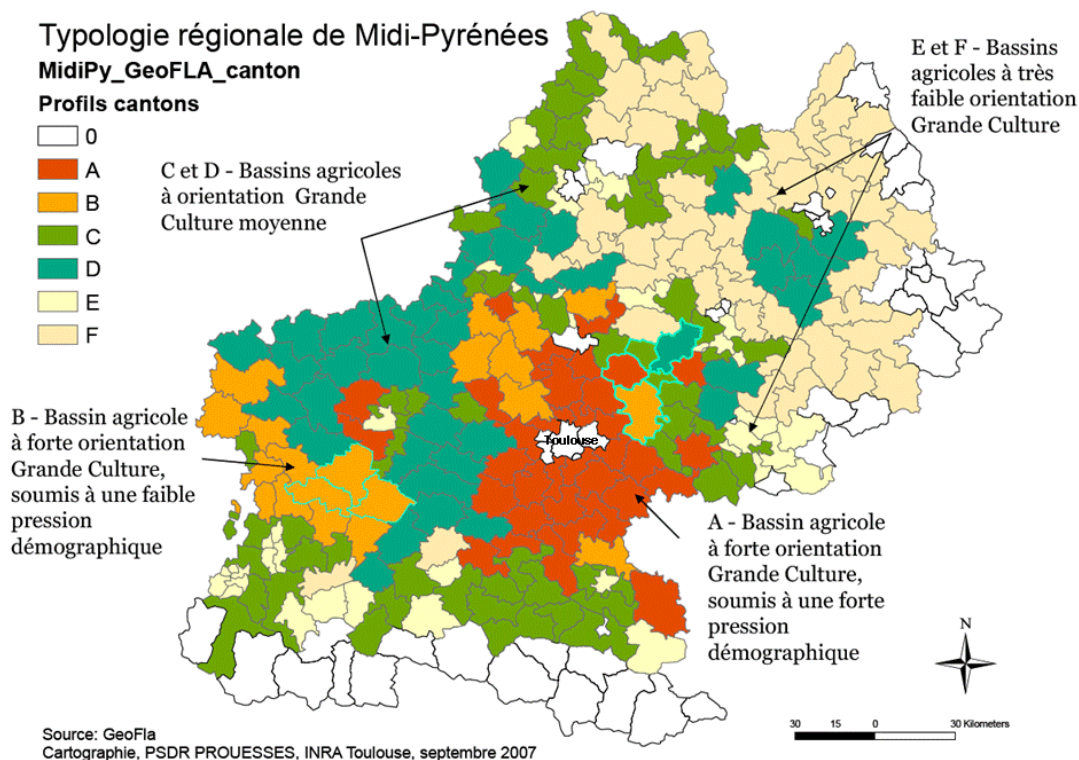 Typologie régionale de Midi-Pyrénées
MidiPy_GeoFLA_canton
Profils cantons
0
A
B
C
D
E
F
C et D - Bassins agricoles
à orientation Grande
Culture moyenne
E et F - Bassins
agricoles à très
faible orientation
Grande Culture
B - Bassin agricole
à forte orientation
Grande Culture,
soumis à une faible
pression
démographique
Toulouse
A - Bassin agricole
à forte orientation
Grande Culture,
soumis à une forte
pression
démographique
N
30 15 0 30 Kilometers
Source: GeoFla
Cartographie, PSDR PROUESSES, INRA Toulouse, septembre 2007